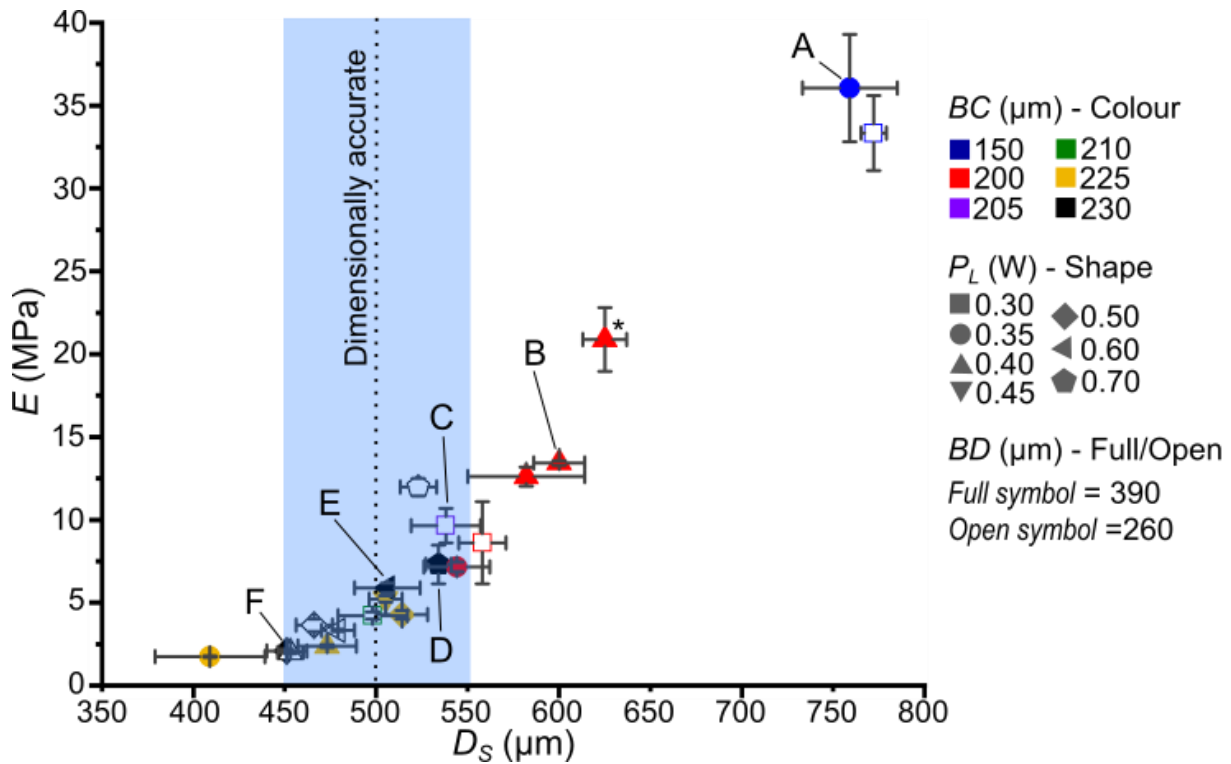 40
35
30
25
20
15
10
5
0
E (MPa)
350
400
450
500
550
600
650
700
750
800
D_S (µm)
Dimensionally accurate
A
*
B
C
E
F
D
BC (µm) - Colour
150
210
200
225
205
230
P_L (W) - Shape
0.30
0.50
0.35
0.60
0.40
0.70
0.45
BD (µm) - Full/Open
Full symbol = 390
Open symbol =260